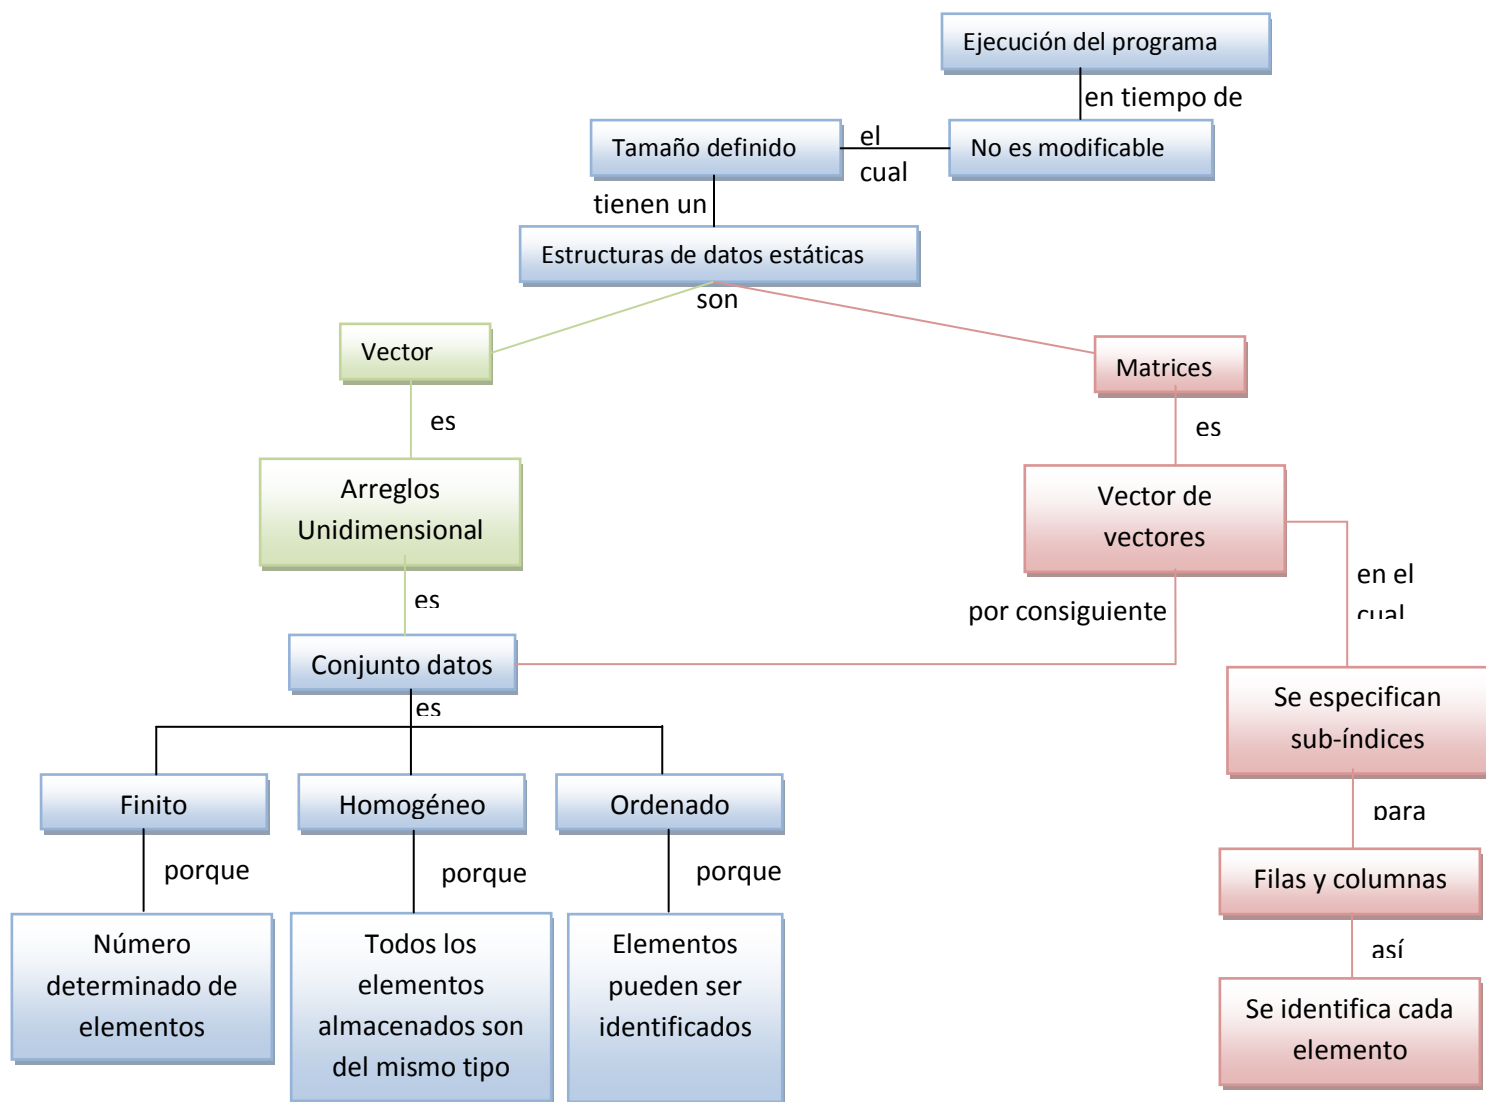 Ejecución del programa
en tiempo de
Tamaño definido
el
cual
No es modificable
tienen un
Estructuras de datos estáticas
son
Vector
Matrices
es
es
Arreglos
Unidimensional
Vector de
vectores
en el
cual
es
por consiguiente
Conjunto datos
es
Se especifican
sub-índices
Finito
Homogéneo
Ordenado
para
porque
porque
porque
Filas y columnas
Número
determinado de
elementos
Todos los
elementos
almacenados son
del mismo tipo
Elementos
pueden ser
identificados
así
Se identifica cada
elemento